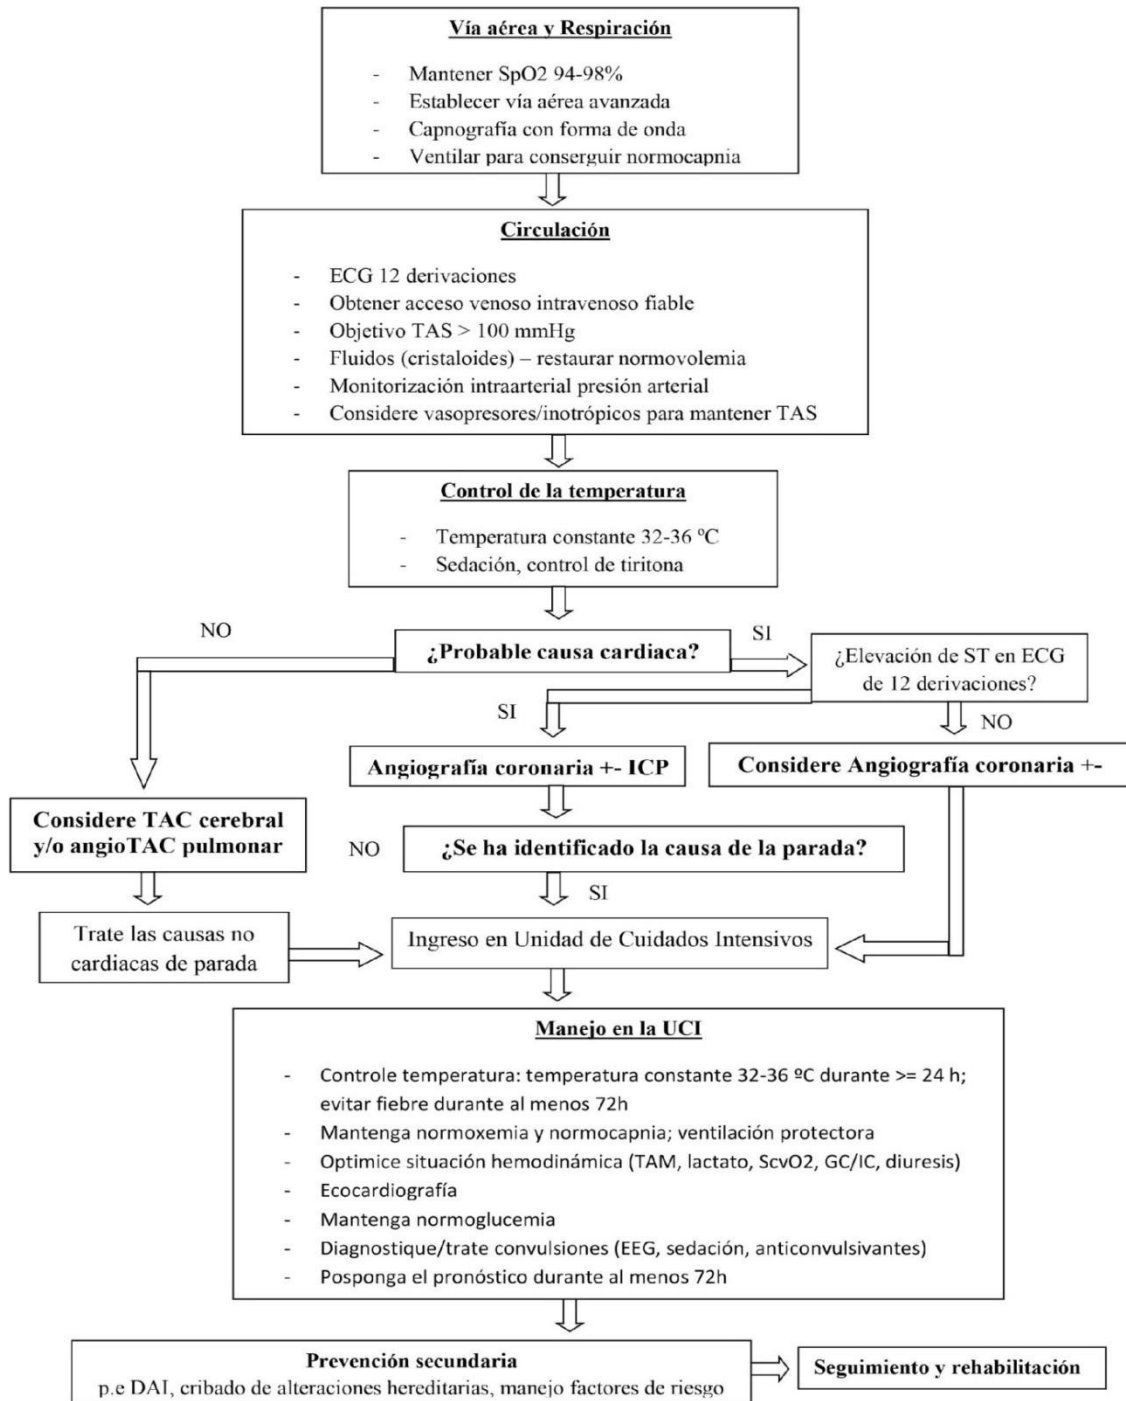 Vía aérea y Respiración
- Mantener SpO2 94-98%
- Establecer vía aérea avanzada
- Capnografía con forma de onda
- Ventilar para conserguir normocapnia
Circulación
- ECG 12 derivaciones
- Obtener acceso venoso intravenoso fiable
- Objetivo TAS > 100 mmHg
- Fluidos (cristaloides) – restaurar normovolemia
- Monitorización intraarterial presión arterial
- Considere vasopresores/inotrópicos para mantener TAS
Control de la temperatura
- Temperatura constante 32-36 ºC
- Sedación, control de tiritona
NO
¿Probable causa cardiaca?
SI
¿Elevación de ST en ECG
de 12 derivaciones?
SI
NO
Angiografía coronaria +- ICP
Considere Angiografía coronaria +-
Considere TAC cerebral
y/o angioTAC pulmonar
NO
¿Se ha identificado la causa de la parada?
SI
Trate las causas no
cardiacas de parada
Ingreso en Unidad de Cuidados Intensivos
Manejo en la UCI
- Controle temperatura: temperatura constante 32-36 ºC durante >= 24 h;
evitar fiebre durante al menos 72h
- Mantenga normoxemia y normocapnia; ventilación protectora
- Optimice situación hemodinámica (TAM, lactato, ScvO2, GC/IC, diuresis)
- Ecocardiografía
- Mantenga normoglucemia
- Diagnostique/trate convulsiones (EEG, sedación, anticonvulsivantes)
- Posponga el pronóstico durante al menos 72h
Prevención secundaria
p.e DAI, cribado de alteraciones hereditarias, manejo factores de riesgo
Seguimiento y rehabilitación